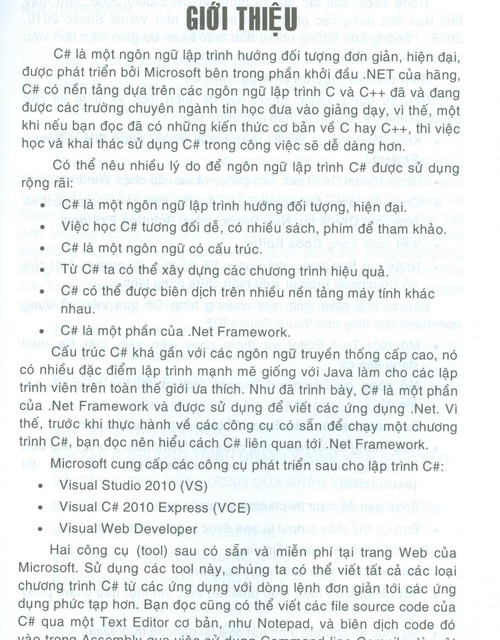 GIỚI THIỆU
C# là một ngôn ngữ lập trình hướng đối tượng đơn giản, hiện đại,
được phát triển bởi Microsoft bên trong phần khởi đầu .NET của hãng,
C# có nền tảng dựa trên các ngôn ngữ lập trình C và C++ đã và đang
được các trường chuyên ngành tin học đưa vào giảng dạy, vì thế, một
khi nếu bạn đọc đã có những kiến thức cơ bản về C hay C++, thì việc
học và khai thác sử dụng C# trong công việc sẽ dễ dàng hơn.
Có thể nêu nhiều lý do để ngôn ngữ lập trình C# được sử dụng
rộng rãi:
• C# là một ngôn ngữ lập trình hướng đối tượng, hiện đại.
Việc học C# tương đối dễ, có nhiều sách, phim để tham khảo.
• C# là một ngôn ngữ có cấu trúc.
• Từ C# ta có thể xây dựng các chương trình hiệu quả.
• C# có thể được biên dịch trên nhiều nền tảng máy tính khác
nhau.
• C# là một phần của .Net Framework.
Cấu trúc C# khá gần với các ngôn ngữ truyền thống cấp cao, nó
có nhiều đặc điểm lập trình mạnh mẽ giống với Java làm cho các lập
trình viên trên toàn thế giới ưa thích. Như đã trình bày, C# là một phần
của .Net Framework và được sử dụng để viết các ứng dụng .Net. Vì
thế, trước khi thực hành về các công cụ có sẵn để chạy một chương
trình C#, bạn đọc nên hiểu cách C# liên quan tới .Net Framework.
Microsoft cung cấp các công cụ phát triển sau cho lập trình C#:
• Visual Studio 2010 (VS)
• Visual C# 2010 Express (VCE)
• Visual Web Developer
Hai công cụ (tool) sau có sẵn và miễn phí tại trang Web của
Microsoft. Sử dụng các tool này, chúng ta có thể viết tất cả các loại
chương trình C# từ các ứng dụng với dòng lệnh đơn giản tới các ứng
dụng phức tạp hơn. Bạn đọc cũng có thể viết các file source code của
C# qua một Text Editor cơ bản, như Notepad, và biên dịch code đó